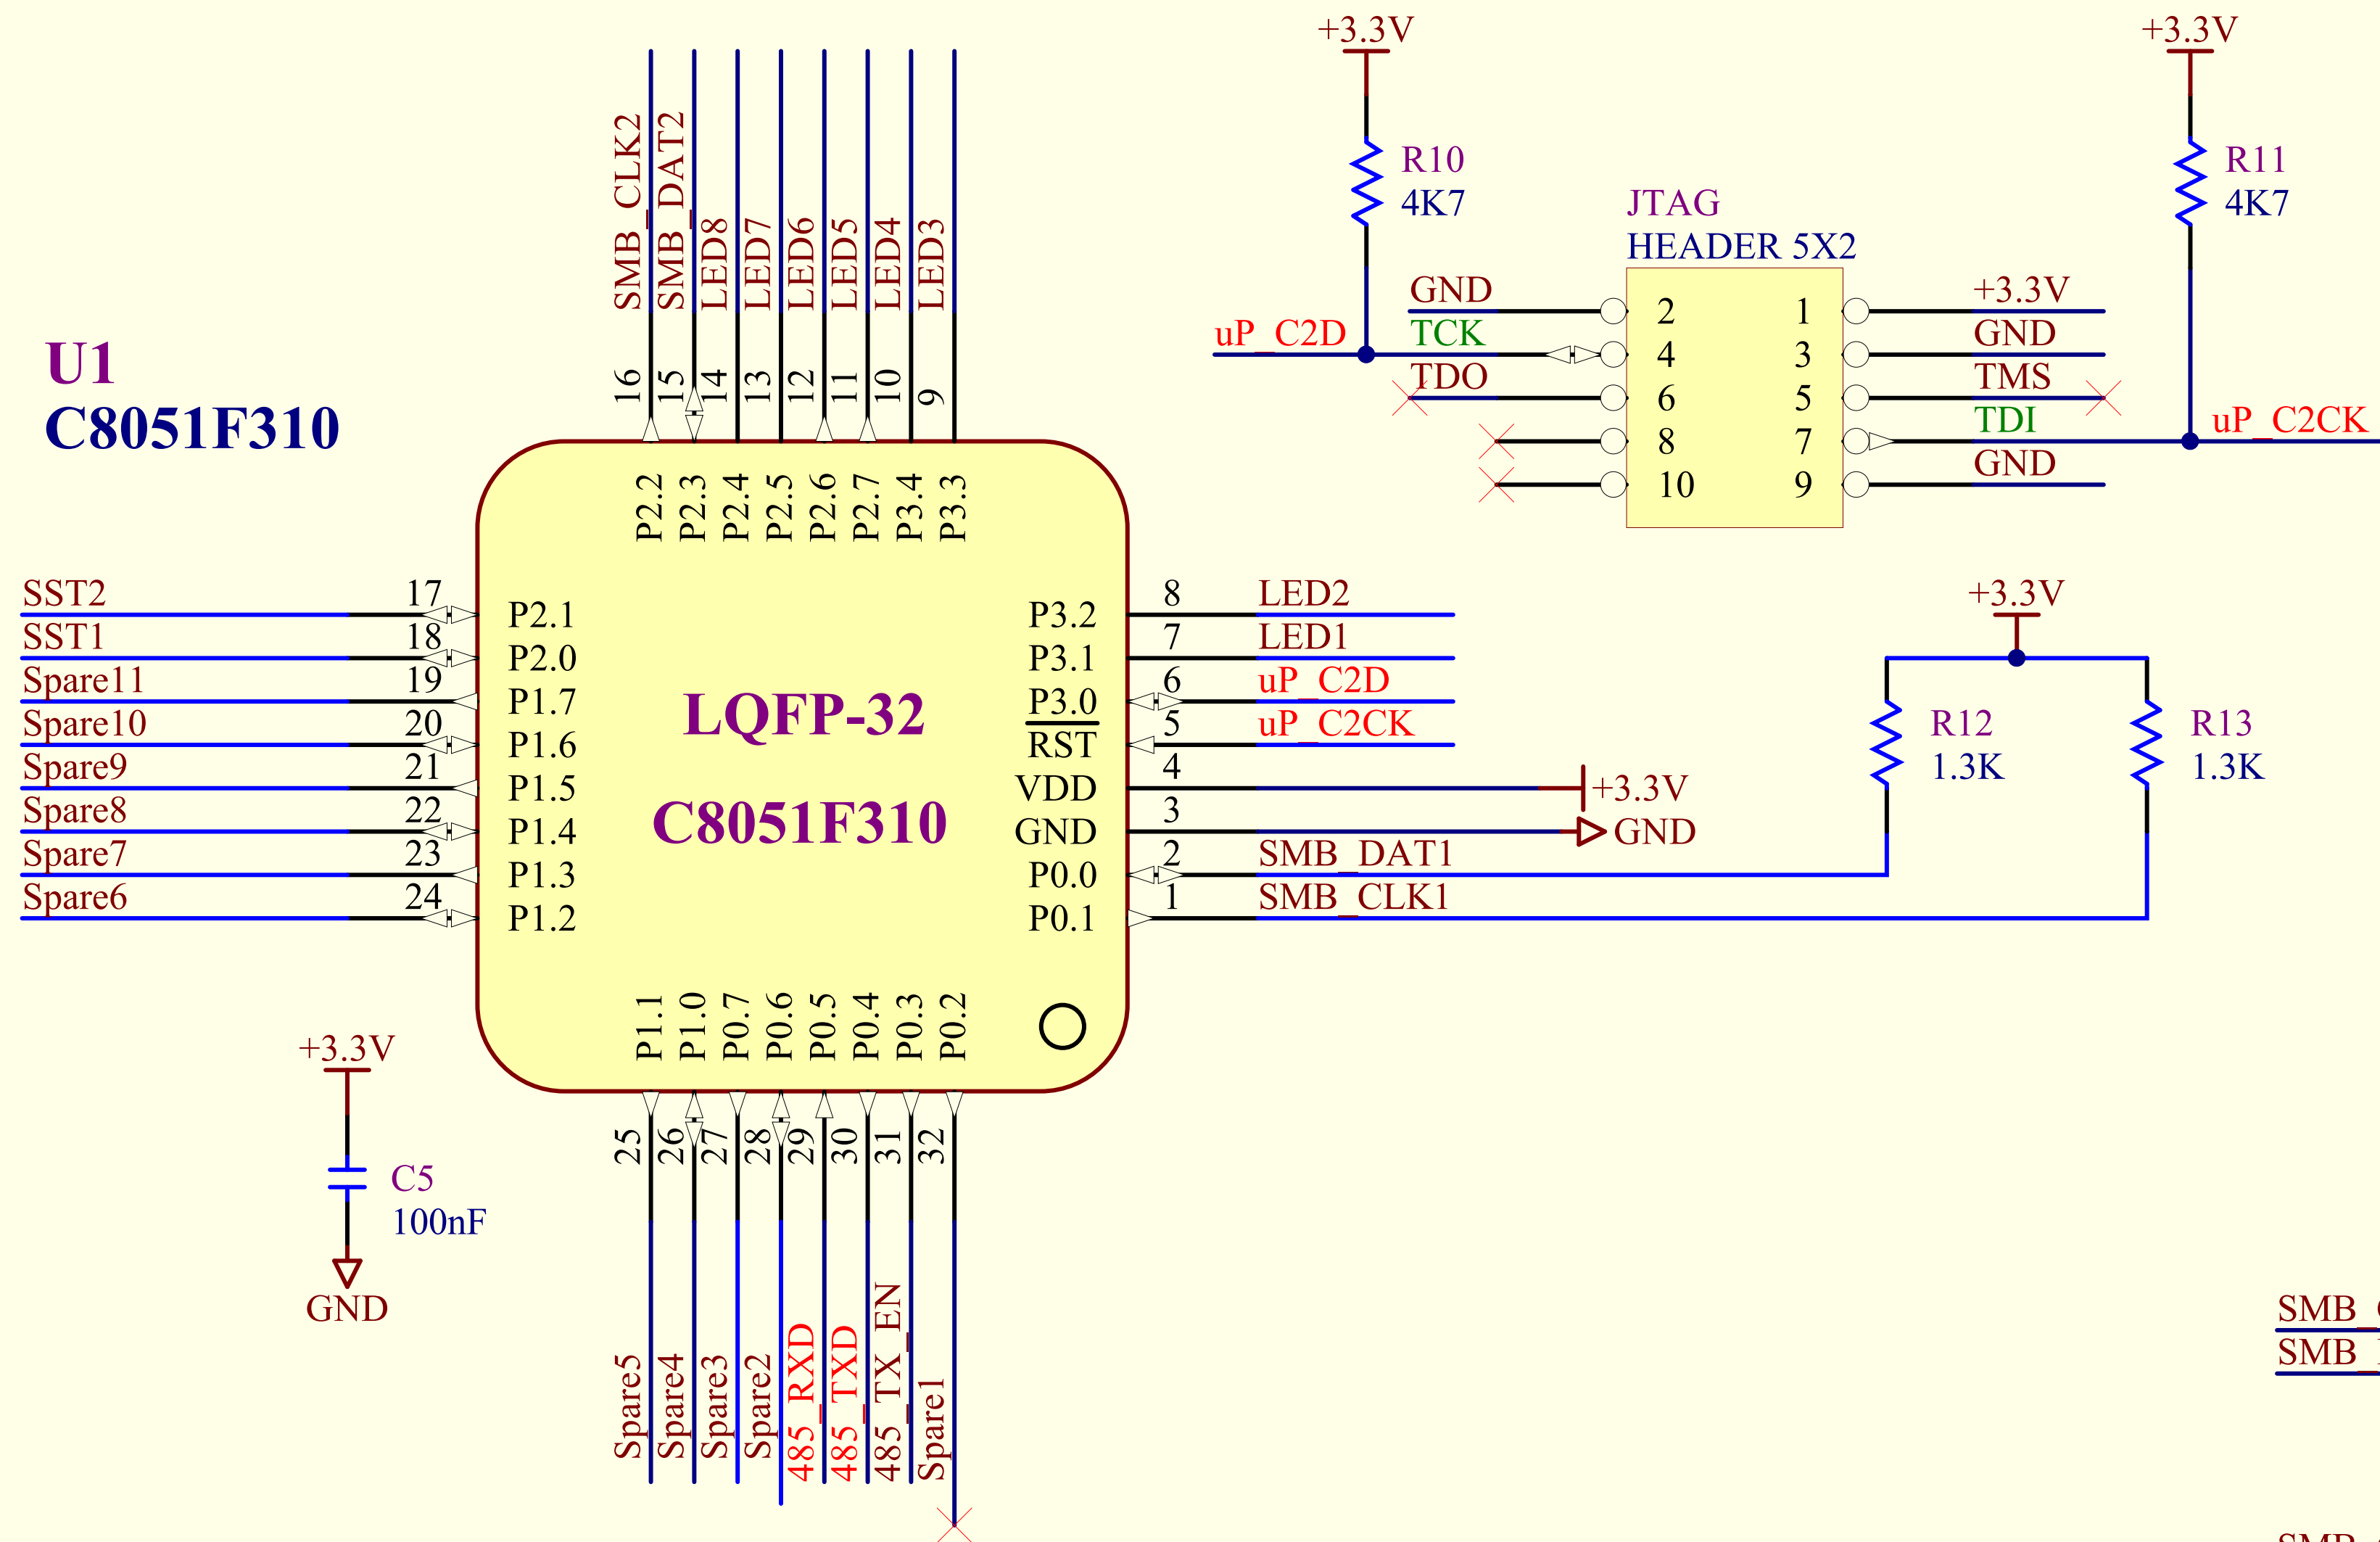 +3.3V
+3.3V
R10
4K7
R11
4K7
JTAG
HEADER 5X2
GND
2
1
+3.3V
uP_C2D
TCK
4
3
GND
TDO
6
5
TMS
8
7
TDI
uP_C2CK
10
9
GND
U1
C8051F310
SMB_CLK2
SMB_DAT2
LED8
LED7
LED6
LED5
LED4
LED3
16
15
14
13
12
11
10
9
P2.2
P2.3
P2.4
P2.5
P2.6
P2.7
P3.4
P3.3
SST2 17 P2.1
SST1 18 P2.0
Spare11 19 P1.7
Spare10 20 P1.6
Spare9 21 P1.5
Spare8 22 P1.4
Spare7 23 P1.3
Spare6 24 P1.2
LQFP-32
C8051F310
P3.2 8 LED2
P3.1 7 LED1
P3.0 6 uP_C2D
RST 5 uP_C2CK
VDD 4 +3.3V
GND 3 GND
P0.0 2 SMB_DAT1
P0.1 1 SMB_CLK1
+3.3V
R12
1.3K
R13
1.3K
P1.1
P1.0
P0.7
P0.6
P0.5
P0.4
P0.3
P0.2
25
26
27
28
29
30
31
32
Spare5
Spare4
Spare3
Spare2
485_RXD
485_TXD
485_TX_EN
Spare1
+3.3V
C5
100nF
GND
SMB_
SMB_